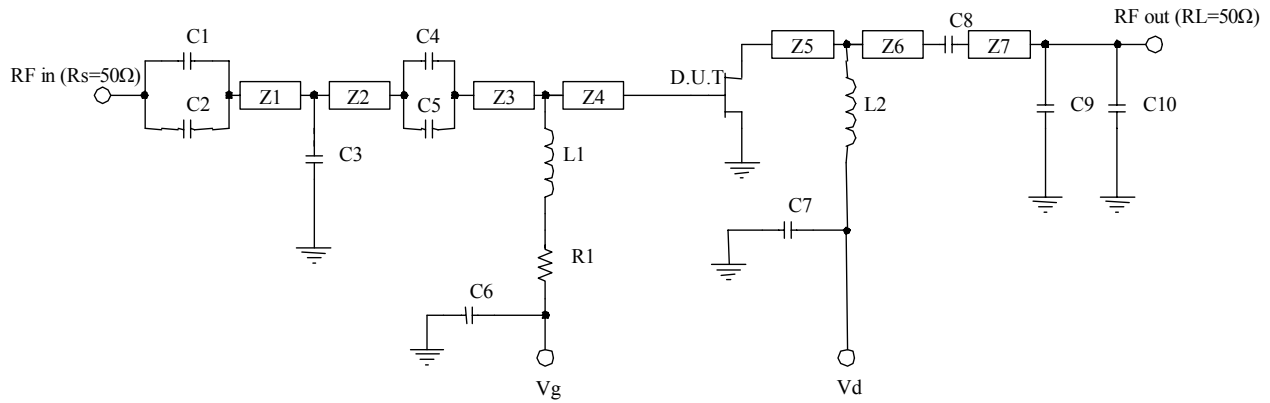 RF in (Rs=50Ω)
C1
C2
Z1
C3
Z2
C4
C5
Z3
L1
R1
C6
Vg
Z4
D.U.T
Z5
L2
C7
Vd
Z6
C8
Z7
C9
C10
RF out (RL=50Ω)